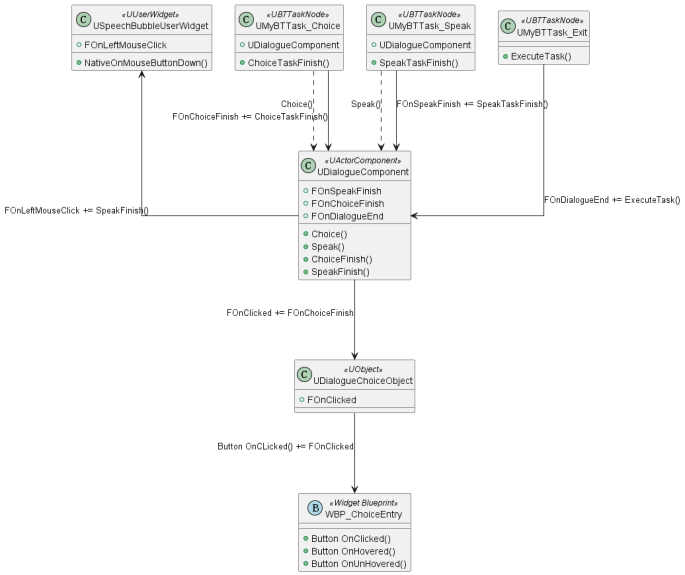 C «UUserWidget»
USpeechBubbleUserWidget
FOnLeftMouseClick
NativeOnMouseButtonDown()
C «UBTTaskNode»
UMyBTTask_Choice
UDialogueComponent
ChoiceTaskFinish()
C «UBTTaskNode»
UMyBTTask_Speak
UDialogueComponent
SpeakTaskFinish()
C «UBTTaskNode»
UMyBTTask_Exit
ExecuteTask()
Choice()
FOnChoiceFinish += ChoiceTaskFinish()
Speak()
FOnSpeakFinish += SpeakTaskFinish()
FOnLeftMouseClick += SpeakFinish()
FOnDialogueEnd += ExecuteTask()
C «UActorComponent»
UDialogueComponent
FOnSpeakFinish
FOnChoiceFinish
FOnDialogueEnd
Choice()
Speak()
ChoiceFinish()
SpeakFinish()
FOnClicked += FOnChoiceFinish
C «UObject»
UDialogueChoiceObject
FOnClicked
Button OnCLicked() += FOnClicked
B «Widget Blueprint»
WBP_ChoiceEntry
Button OnClicked()
Button OnHovered()
Button OnUnHovered()